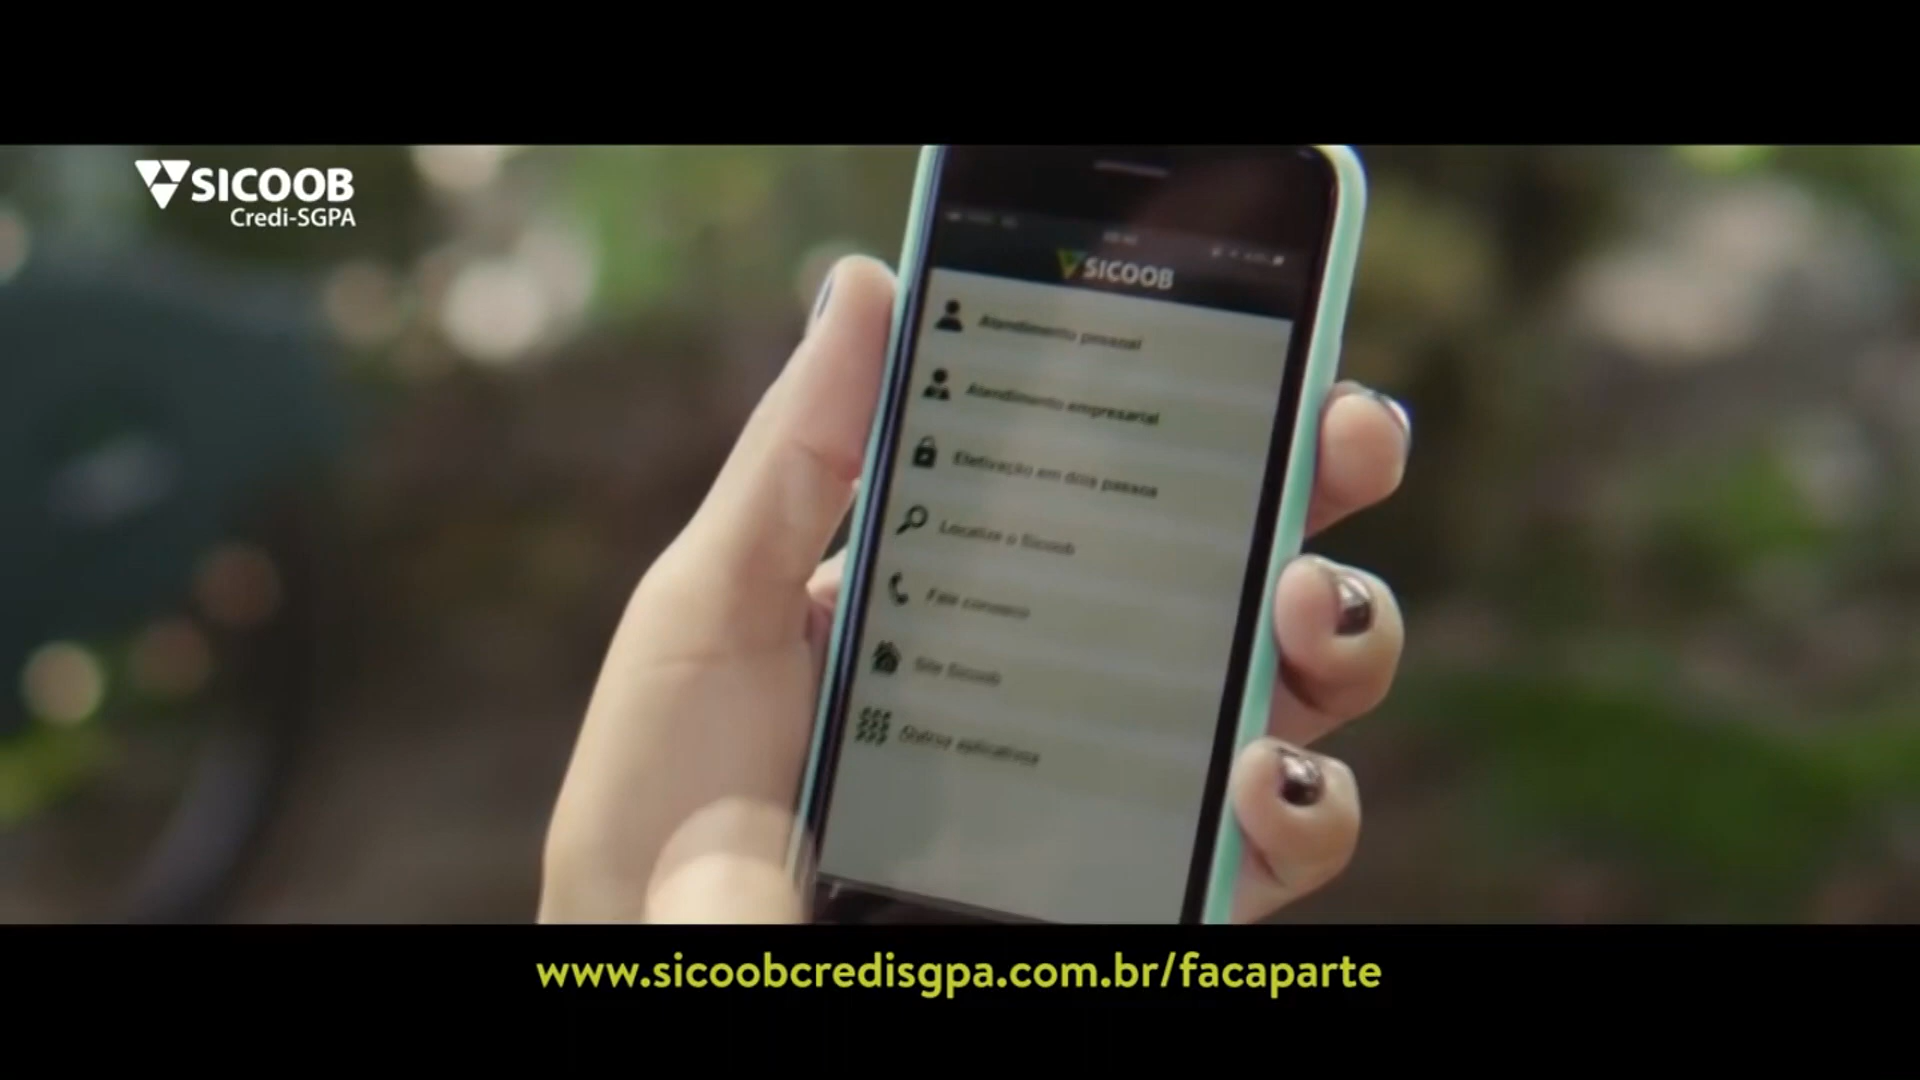 SICOOB
Credi-SGPA
SICOOB
Atendimento pessoal
Atendimento empresarial
Efetivação em dois passos
Localize o Sicoob
Fale conosco
Site Sicoob
Outros aplicativos
www.sicoobcredisgpa.com.br/facaparte